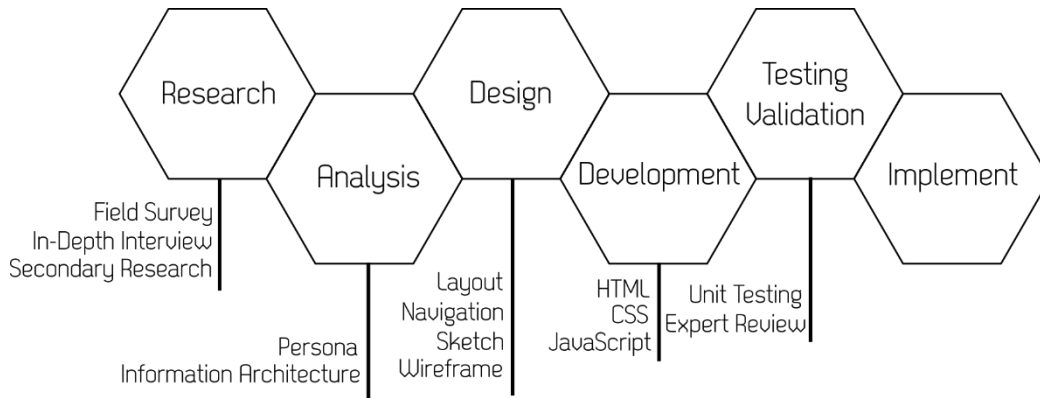 Research
Analysis
Design
Development
Testing
Validation
Implement
Field Survey
In-Depth Interview
Secondary Research
Persona
Information Architecture
Layout
Navigation
Sketch
Wireframe
HTML
CSS
JavaScript
Unit Testing
Expert Review